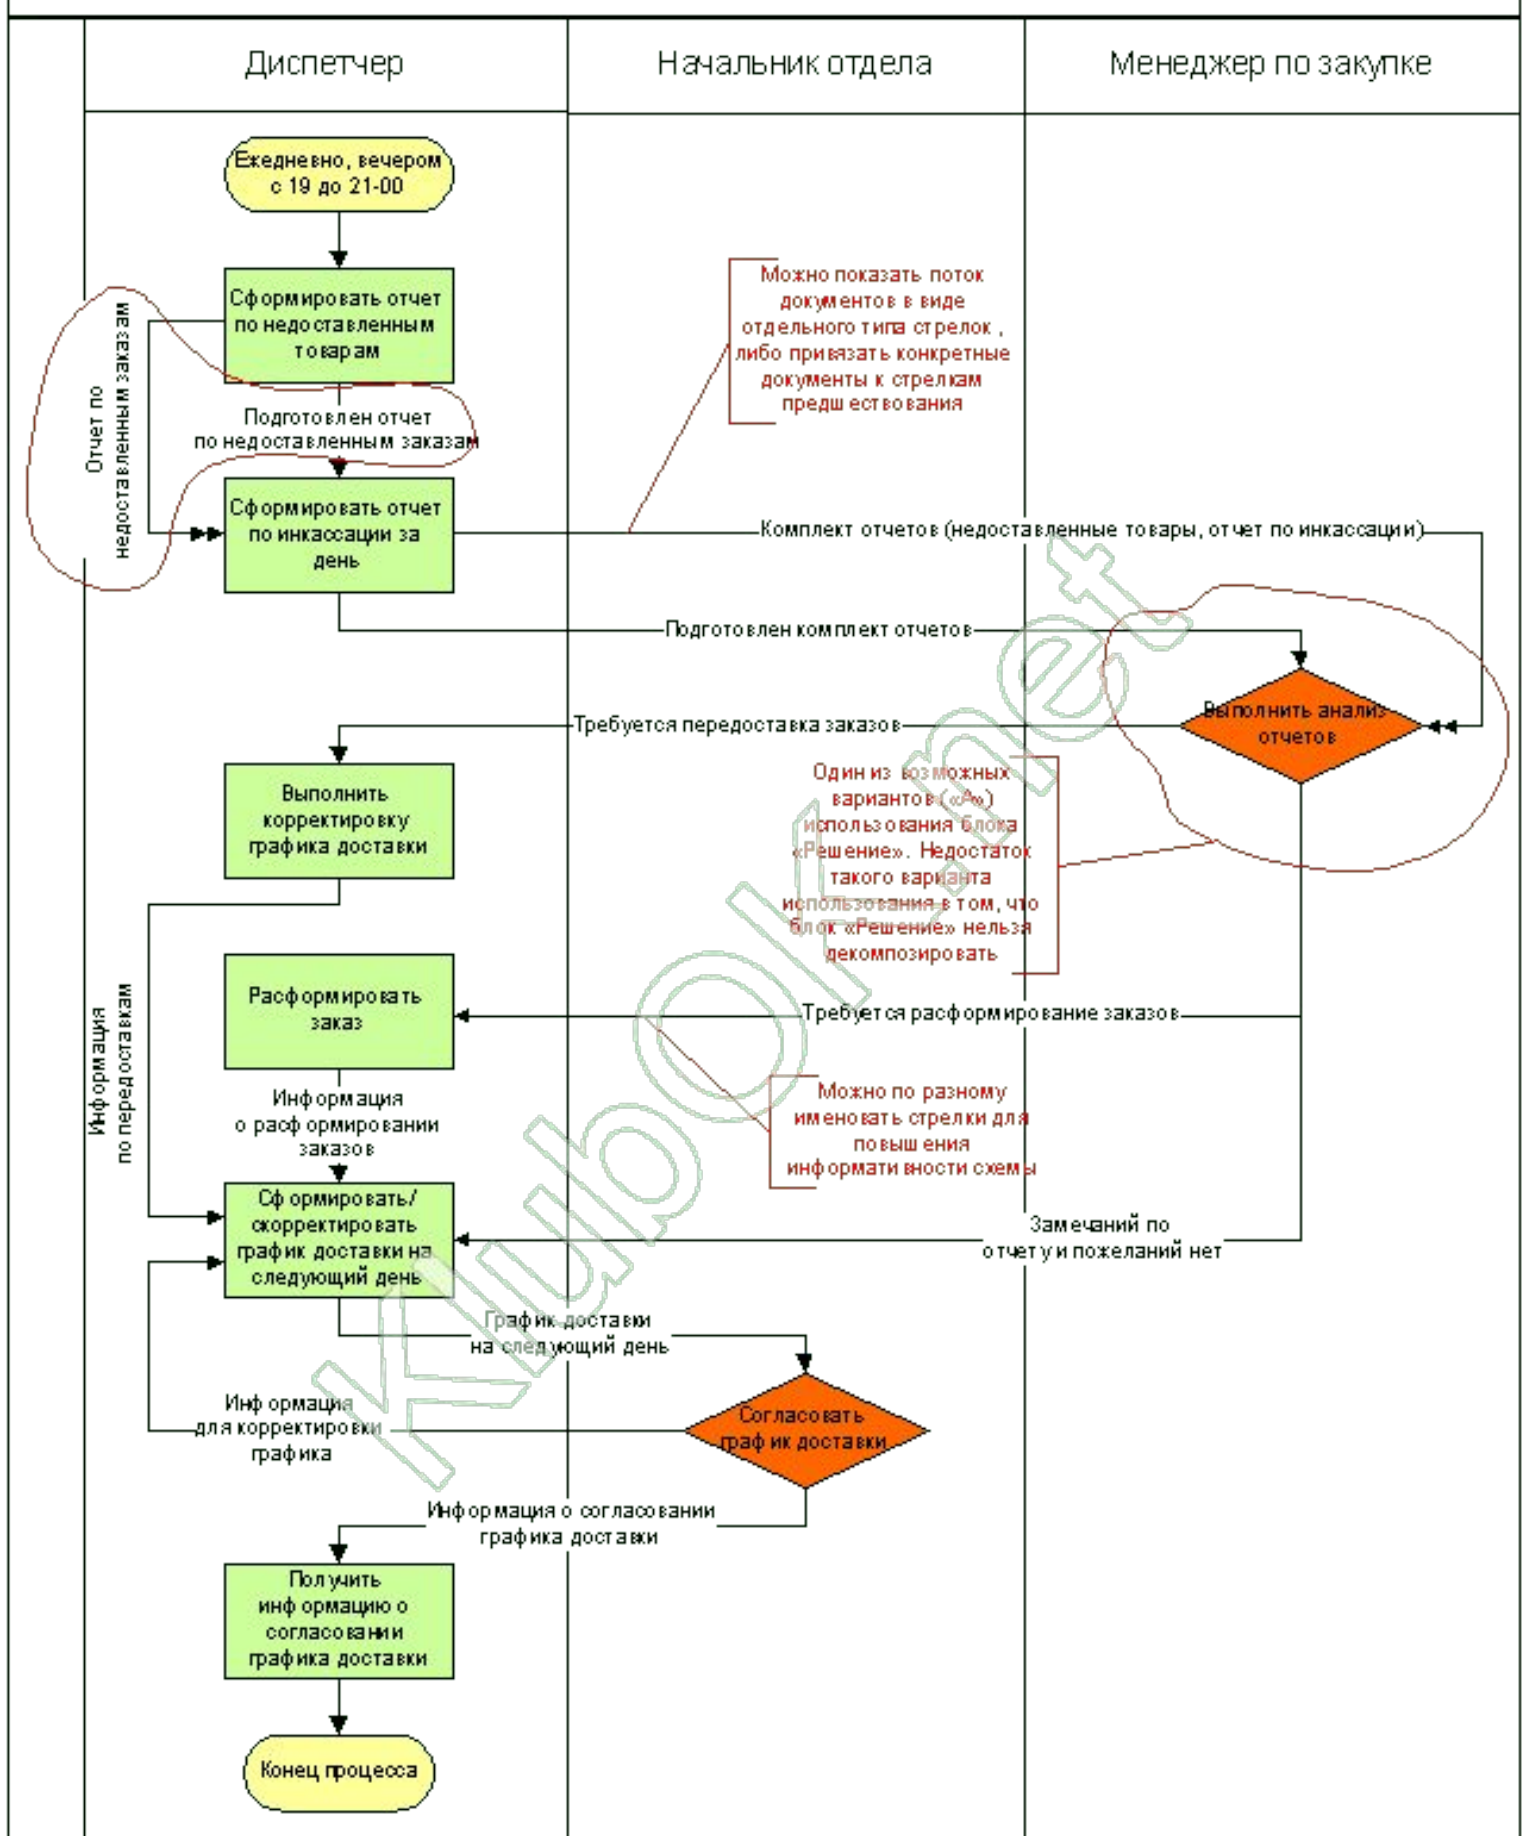 Диспетчер
Начальник отдела
Менеджер по закупке
Ежедневно, вечером
с 19 до 21-00
Сформировать отчет
по недоставленным
товарам
Можно показать поток
документов в виде
отдельного типа стрелок ,
либо привязать конкретные
документы к стрелкам
предшествования
Отчет по
недоставленным заказам
Подготовлен отчет
по недоставленным заказам
Сформировать отчет
по инкассации за
день
Комплект отчетов (недоставленные товары, отчет по инкассации)
Подготовлен комплект отчетов
Выполнить анализ
отчетов
Требуется передоставка заказов
Выполнить
корректировку
графика доставки
Один из возможных
вариантов («А»)
использования блока
«Решение». Недостаток
такого варианта
использования в том, что
блок «Решение» нельзя
декомпозировать
Расформировать
заказ
Требуется расформирование заказов
Информация
по передоставкам
Информация
о расформировании
заказов
Можно по разному
именовать стрелки для
повышения
информативности схемы
Сформировать/
скорректировать
график доставки на
следующий день
Замечаний по
отчету и пожеланий нет
График доставки
на следующий день
Информация
для корректировки
графика
Согласовать
график доставки
Информация о согласовании
графика доставки
Получить
информацию о
согласовании
графика доставки
Конец процесса
KlubOK.net